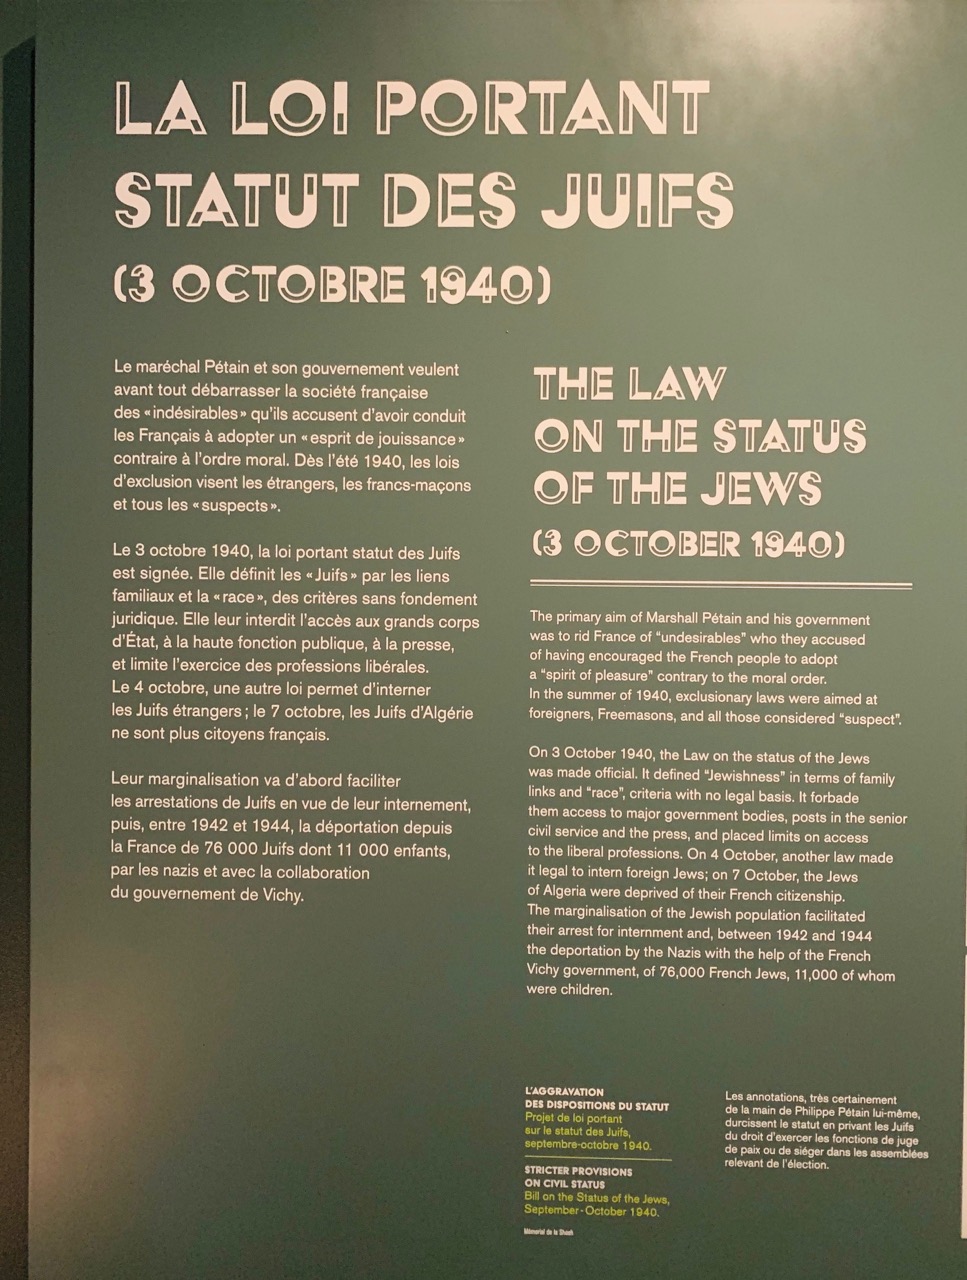 LA LOI PORTANT
STATUT DES JUIFS
(3 OCTOBRE 1940)
Le maréchal Pétain et son gouvernement veulent
avant tout débarrasser la société française
des «indésirables» qu'ils accusent d'avoir conduit
les Français à adopter un «esprit de jouissance»
contraire à l'ordre moral. Dès l'été 1940, les lois
d'exclusion visent les étrangers, les francs-maçons
et tous les «suspects».
Le 3 octobre 1940, la loi portant statut des Juifs
est signée. Elle définit les «Juifs» par les liens
familiaux et la «race», des critères sans fondement
juridique. Elle leur interdit l'accès aux grands corps
d'État, à la haute fonction publique, à la presse,
et limite l'exercice des professions libérales.
Le 4 octobre, une autre loi permet d'interner
les Juifs étrangers ; le 7 octobre, les Juifs d'Algérie
ne sont plus citoyens français.
Leur marginalisation va d'abord faciliter
les arrestations de Juifs en vue de leur internement,
puis, entre 1942 et 1944, la déportation depuis
la France de 76 000 Juifs dont 11 000 enfants,
par les nazis et avec la collaboration
du gouvernement de Vichy.
THE LAW
ON THE STATUS
OF THE JEWS
(3 OCTOBER 1940)
The primary aim of Marshall Pétain and his government
was to rid France of "undesirables" who they accused
of having encouraged the French people to adopt
a "spirit of pleasure" contrary to the moral order.
In the summer of 1940, exclusionary laws were aimed at
foreigners, Freemasons, and all those considered "suspect".
On 3 October 1940, the Law on the status of the Jews
was made official. It defined "Jewishness" in terms of family
links and "race", criteria with no legal basis. It forbade
them access to major government bodies, posts in the senior
civil service and the press, and placed limits on access
to the liberal professions. On 4 October, another law made
it legal to intern foreign Jews; on 7 October, the Jews
of Algeria were deprived of their French citizenship.
The marginalisation of the Jewish population facilitated
their arrest for internment and, between 1942 and 1944
the deportation by the Nazis with the help of the French
Vichy government, of 76,000 French Jews, 11,000 of whom
were children.
L'AGGRAVATION
DES DISPOSITIONS DU STATUT
Projet de loi portant
sur le statut des Juifs,
septembre-octobre 1940.
STRICTER PROVISIONS
ON CIVIL STATUS
Bill on the Status of the Jews,
September-October 1940.
Mémorial de la Shoah
Les annotations, très certainement
de la main de Philippe Pétain lui-même,
durcissent le statut en privant les Juifs
du droit d'exercer les fonctions de juge
de paix ou de siéger dans les assemblées
relevant de l'élection.